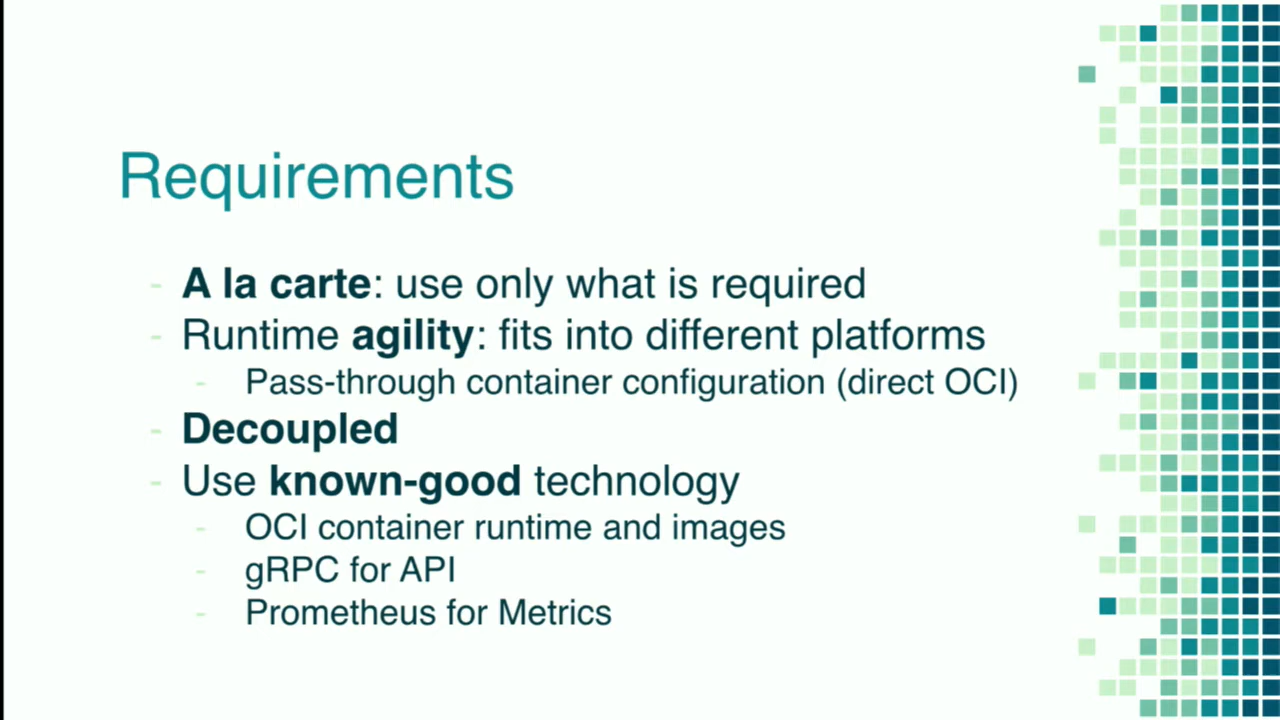 Requirements
- A la carte: use only what is required
- Runtime agility: fits into different platforms
- Pass-through container configuration (direct OCI)
- Decoupled
- Use known-good technology
- OCI container runtime and images
- gRPC for API
- Prometheus for Metrics